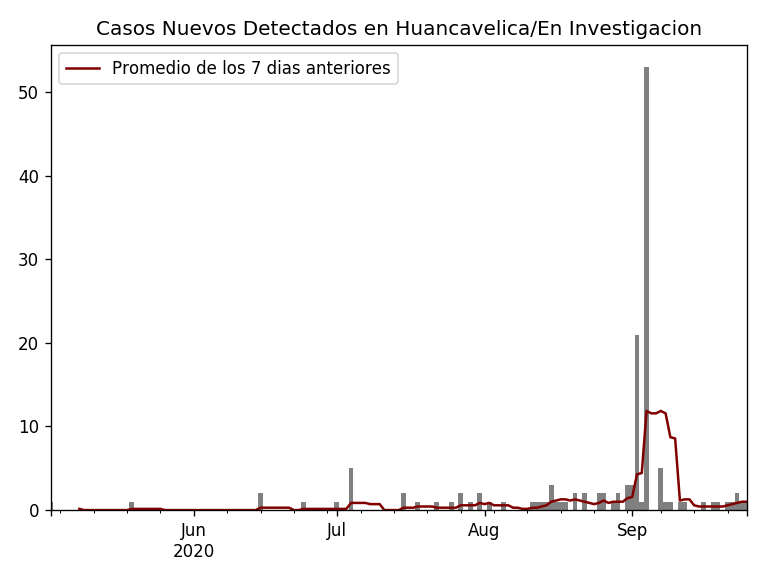 Casos Nuevos Detectados en Huancavelica/En Investigacion
Promedio de los 7 dias anteriores
50
40
30
20
10
0
Jun
2020
Jul
Aug
Sep